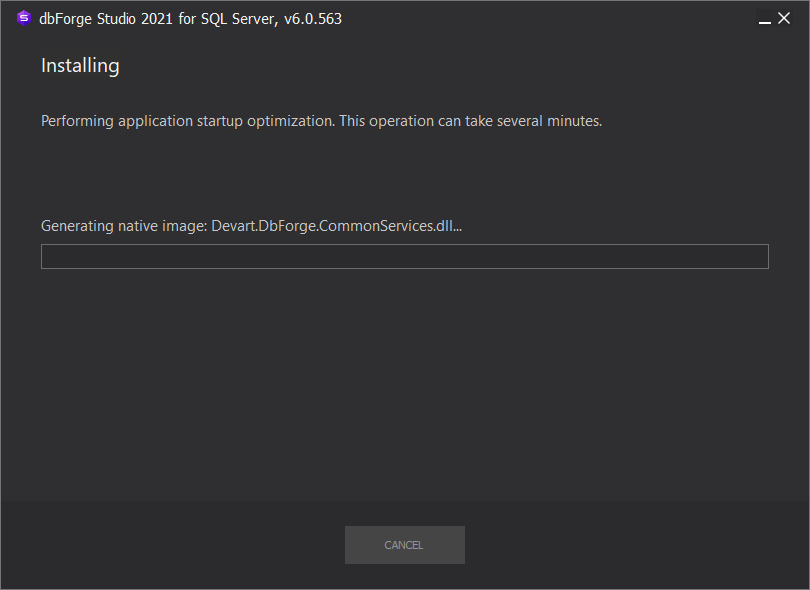 dbForge Studio 2021 for SQL Server, v6.0.563
Installing
Performing application startup optimization. This operation can take several minutes.
Generating native image: Devart.DbForge.CommonServices.dll...
CANCEL